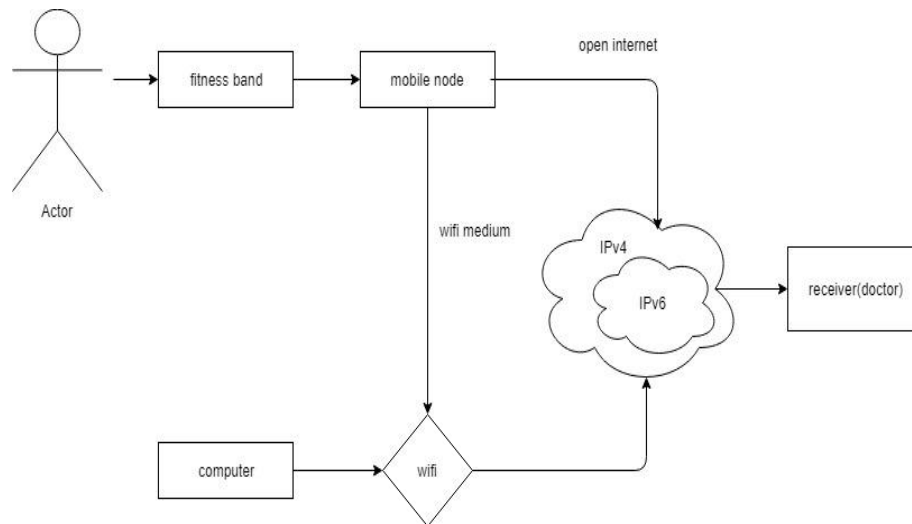 open internet
fitness band
mobile node
Actor
wifi medium
IPv4
IPv6
receiver(doctor)
computer
wifi